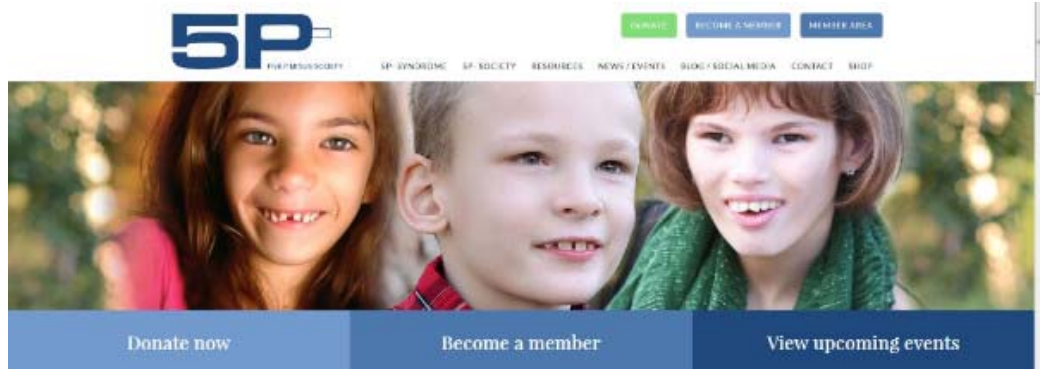 5P-
FIVE P MINUS SOCIETY
DONATE
BECOME A MEMBER
MEMBER AREA
5P- SYNDROME
5P- SOCIETY
RESOURCES
NEWS / EVENTS
BLOG / SOCIAL MEDIA
CONTACT
SHOP
Donate now
Become a member
View upcoming events